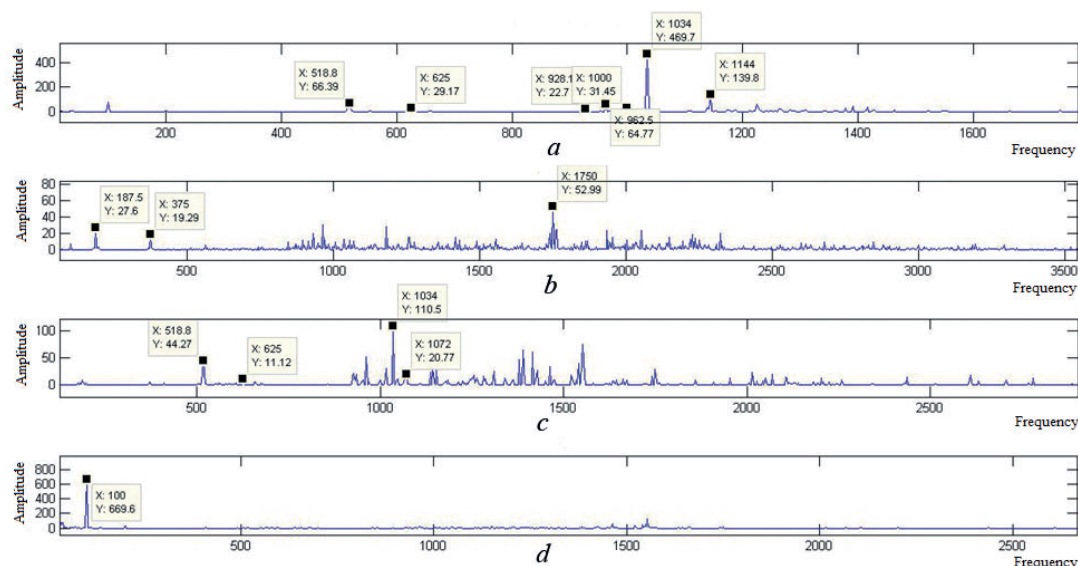 X: 1034
Y: 469.7
X: 518.8
Y: 66.39
X: 625
Y: 29.17
X: 928.1
Y: 22.7
X: 1000
Y: 31.45
X: 1144
Y: 139.8
X: 962.5
Y: 64.77
Amplitude
400
200
0
200
400
600
800
1000
1200
1400
1600
a
Frequency
X: 187.5
Y: 27.6
X: 375
Y: 19.29
X: 1750
Y: 52.99
Amplitude
80
60
40
20
0
500
1000
1500
2000
2500
3000
3500
b
Frequency
X: 518.8
Y: 44.27
X: 625
Y: 11.12
X: 1034
Y: 110.5
X: 1072
Y: 20.77
Amplitude
100
50
0
500
1000
1500
2000
2500
c
Frequency
X: 100
Y: 669.6
Amplitude
800
600
400
200
0
500
1000
1500
2000
2500
d
Frequency